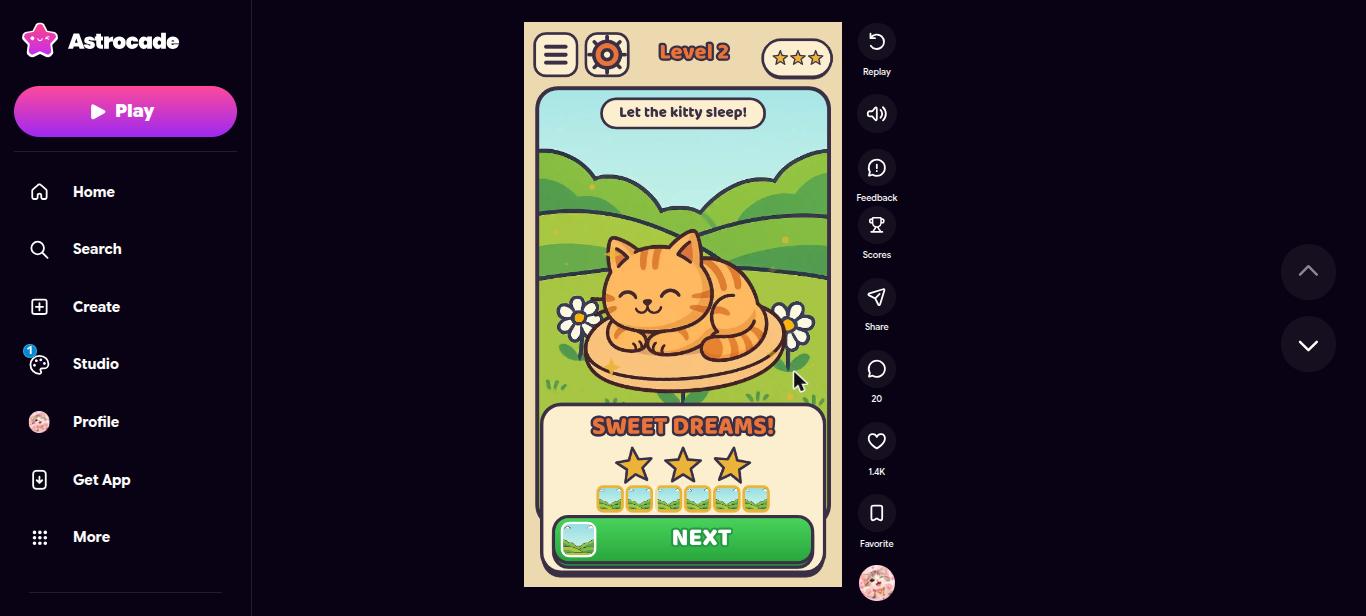 Astrocade
Play
Home
Search
Create
1
Studio
Profile
Get App
More
Level 2
Let the kitty sleep!
SWEET DREAMS!
NEXT
Replay
Feedback
Scores
Share
20
1.4K
Favorite